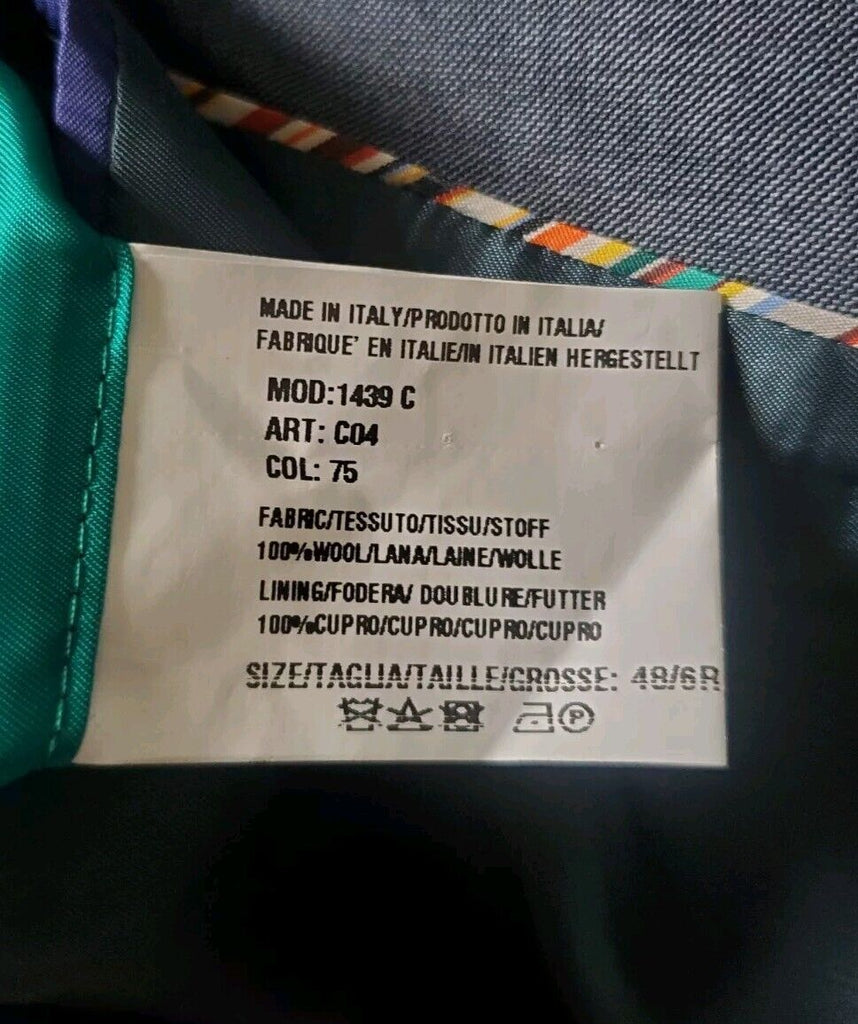 MADE IN ITALY/PRODOTTO IN ITALIA/
FABRIQUE' EN ITALIE/IN ITALIEN HERGESTELLT
MOD:1439 C
ART: C04
COL: 75
FABRIC/TESSUTO/TISSU/STOFF
100%WOOL/LANA/LAINE/WOLLE
LINING/FODERA/ DOUBLURE/FUTTER
100%CUPRO/CUPRO/CUPRO/CUPRO
SIZE/TAGLIA/TAILLE/GROSSE: 48/6R
P